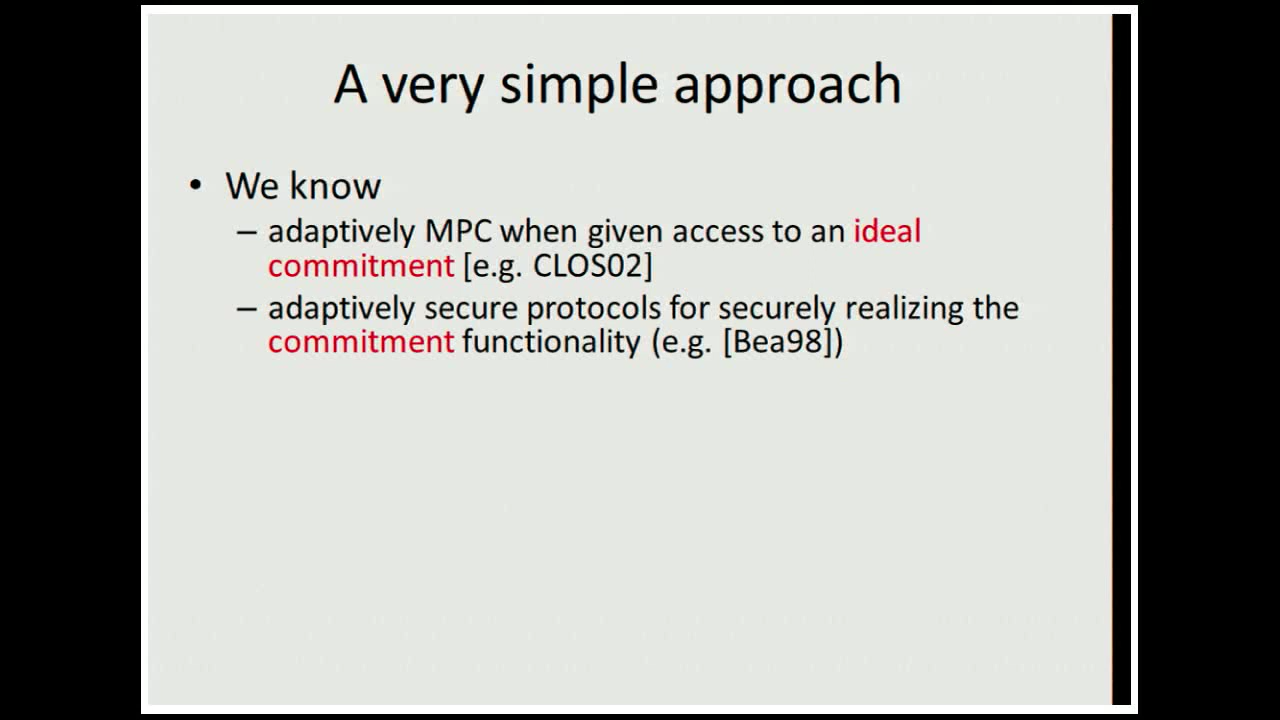 A very simple approach
• We know
– adaptively MPC when given access to an ideal
commitment [e.g. CLOS02]
– adaptively secure protocols for securely realizing the
commitment functionality (e.g. [Bea98])